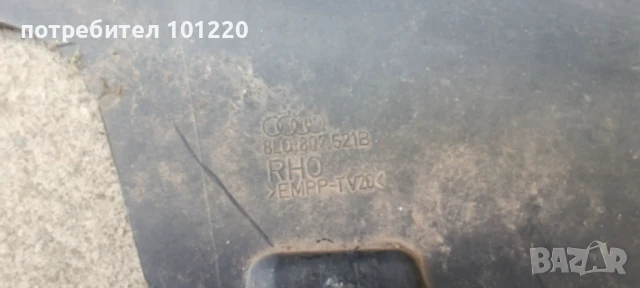 потребител 101220
8L0 807 521B
RHO
>EMPP-TV20<
BAZAR